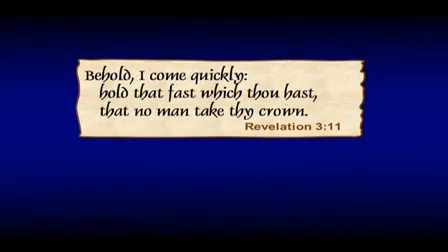 Behold, I come quickly:
hold that fast which thou hast,
that no man take thy crown.
Revelation 3:11